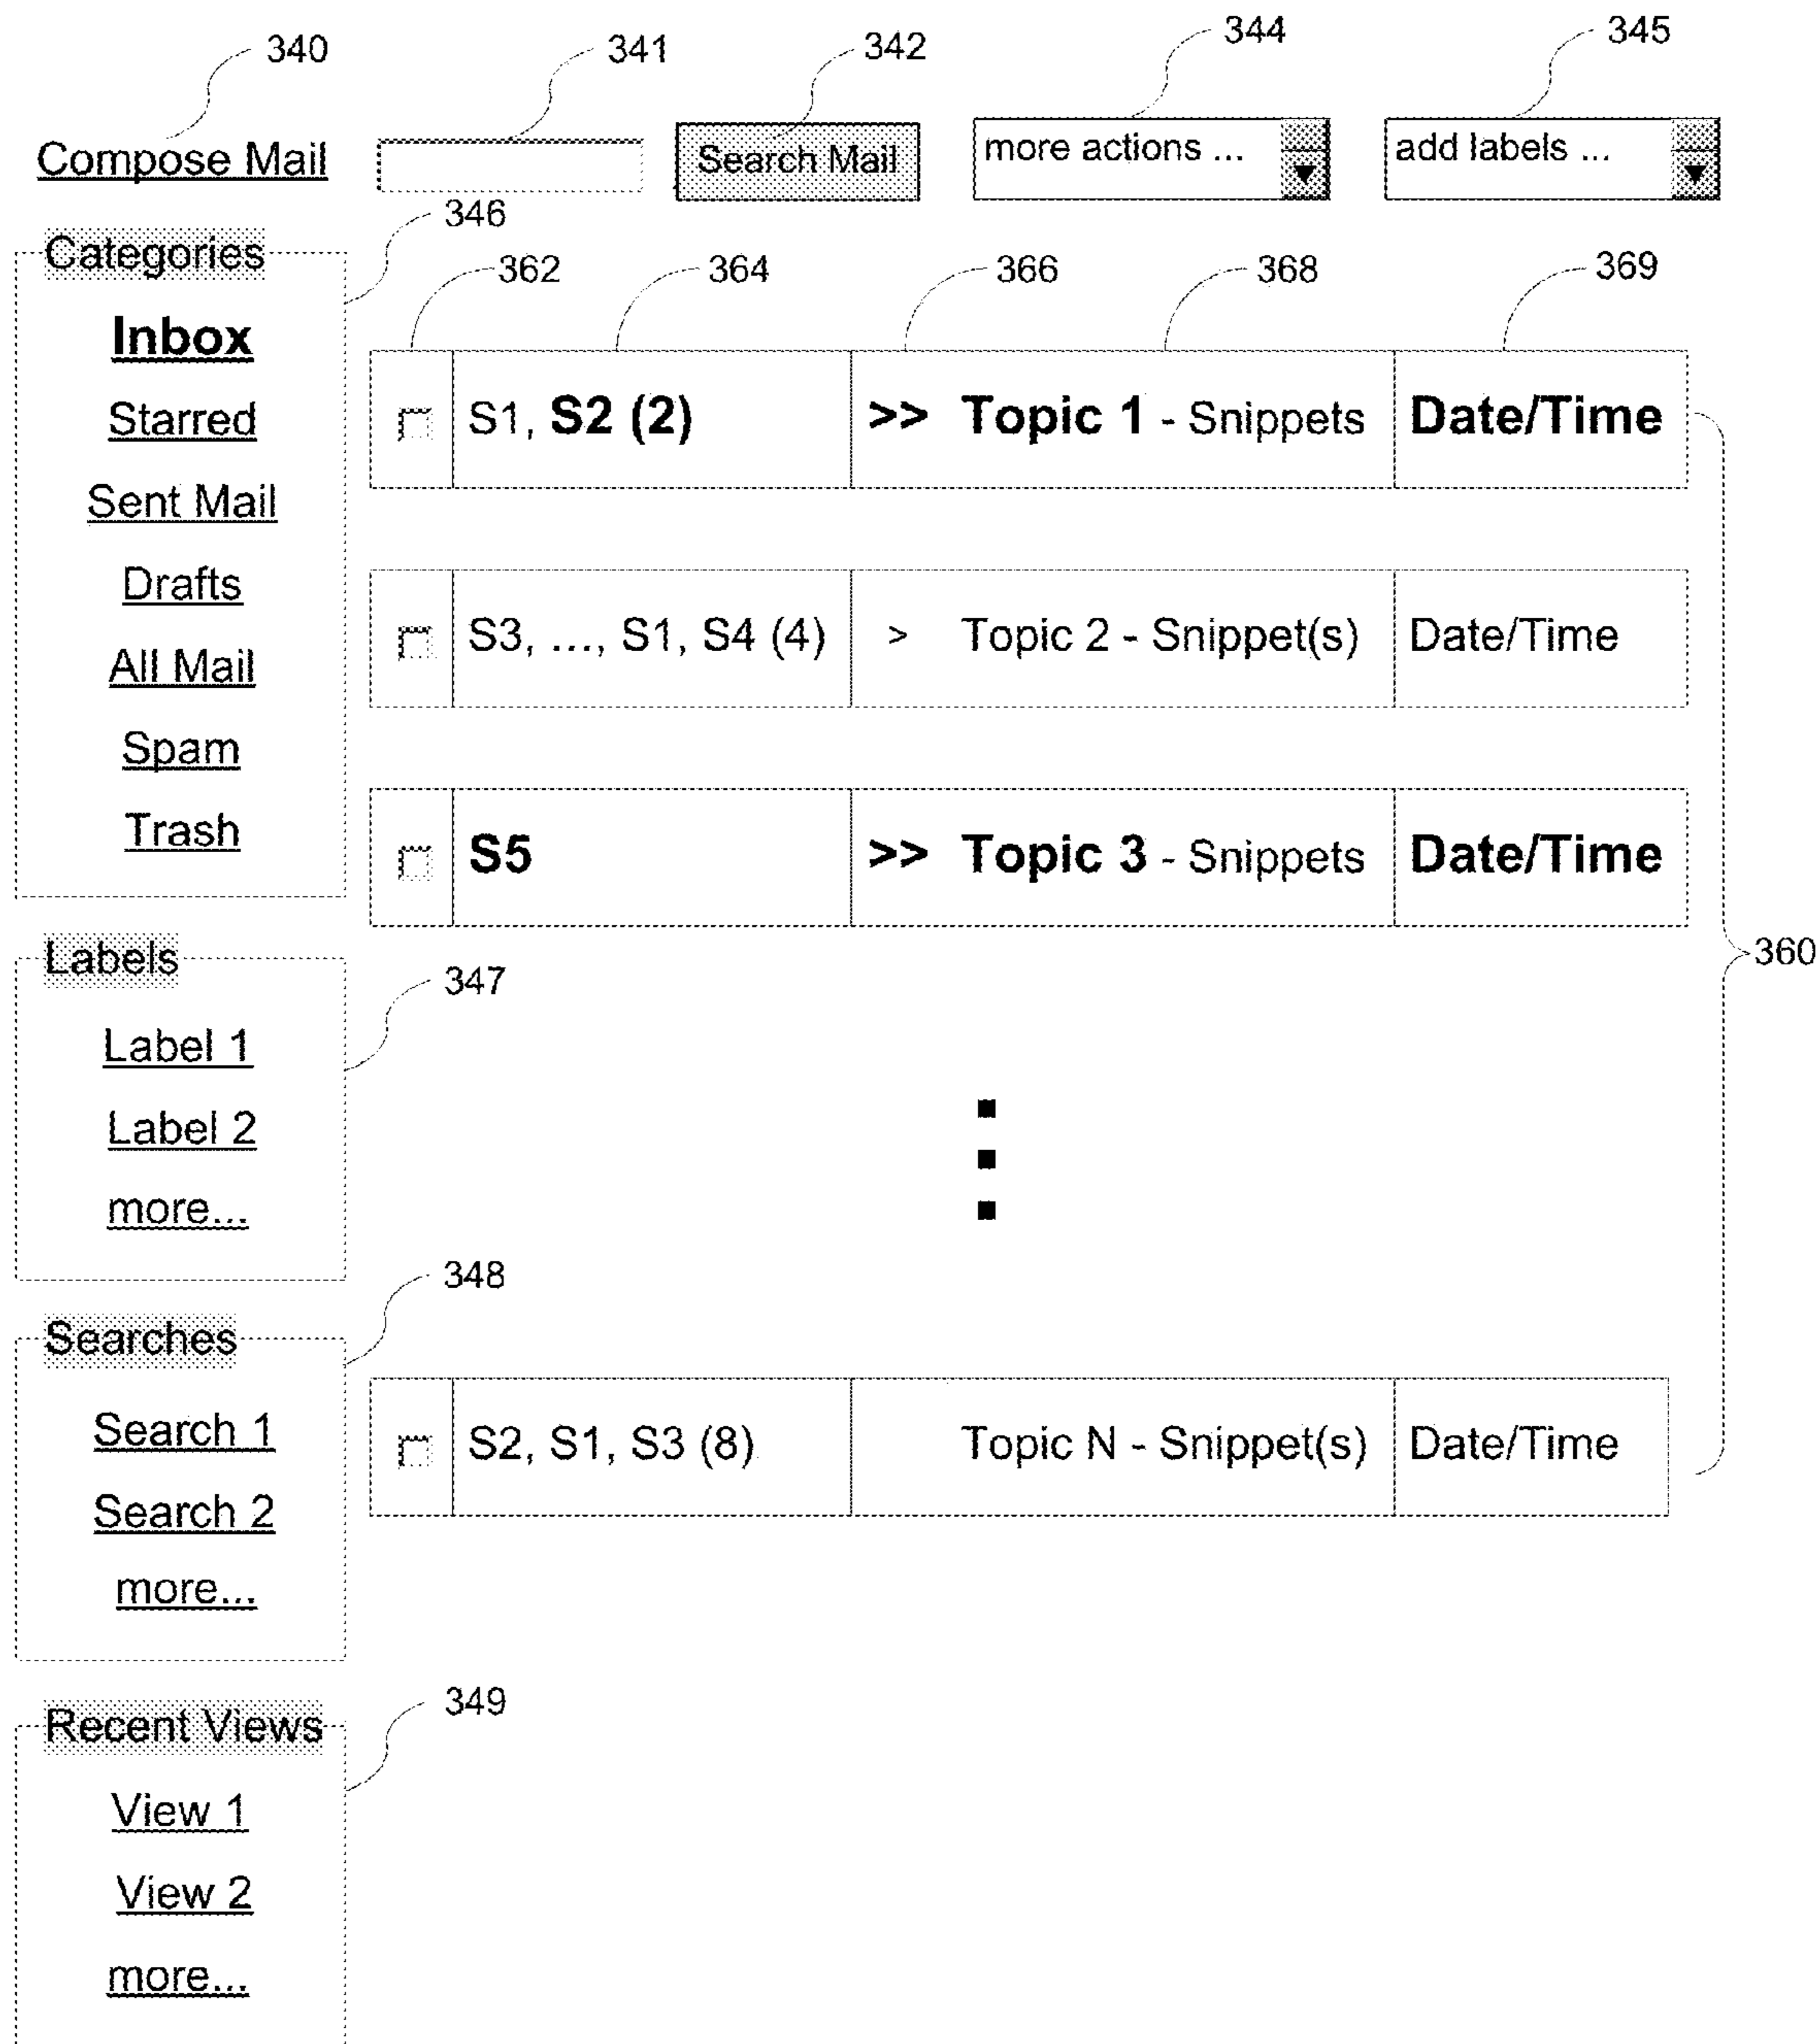 340 341 342 344 345
Compose Mail Search Mail more actions ... add labels ...
346
Categories
362 364 366 368 369
Inbox
Starred
Sent Mail
Drafts
All Mail
Spam
Trash
S1, S2 (2) >> Topic 1 - Snippets Date/Time
S3, ..., S1, S4 (4) > Topic 2 - Snippet(s) Date/Time
S5 >> Topic 3 - Snippets Date/Time
360
Labels
347
Label 1
Label 2
more...
348
Searches
Search 1
Search 2
more...
S2, S1, S3 (8) Topic N - Snippet(s) Date/Time
349
Recent Views
View 1
View 2
more...